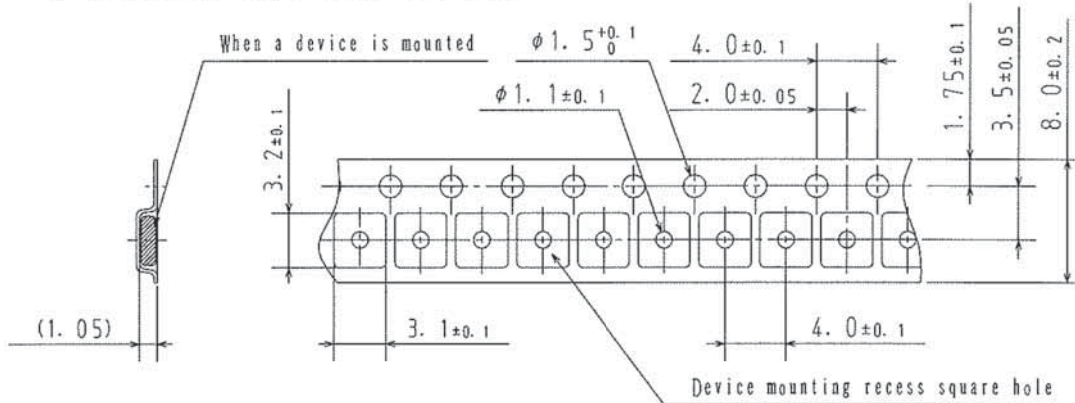 When a device is mounted
φ1. 5 +0. 1 0
4. 0±0. 1
φ1. 1±0. 1
2. 0±0. 05
1. 75±0. 1
3. 5±0. 05
8. 0±0. 2
3. 2±0. 1
(1. 05)
3. 1±0. 1
4. 0±0. 1
Device mounting recess square hole